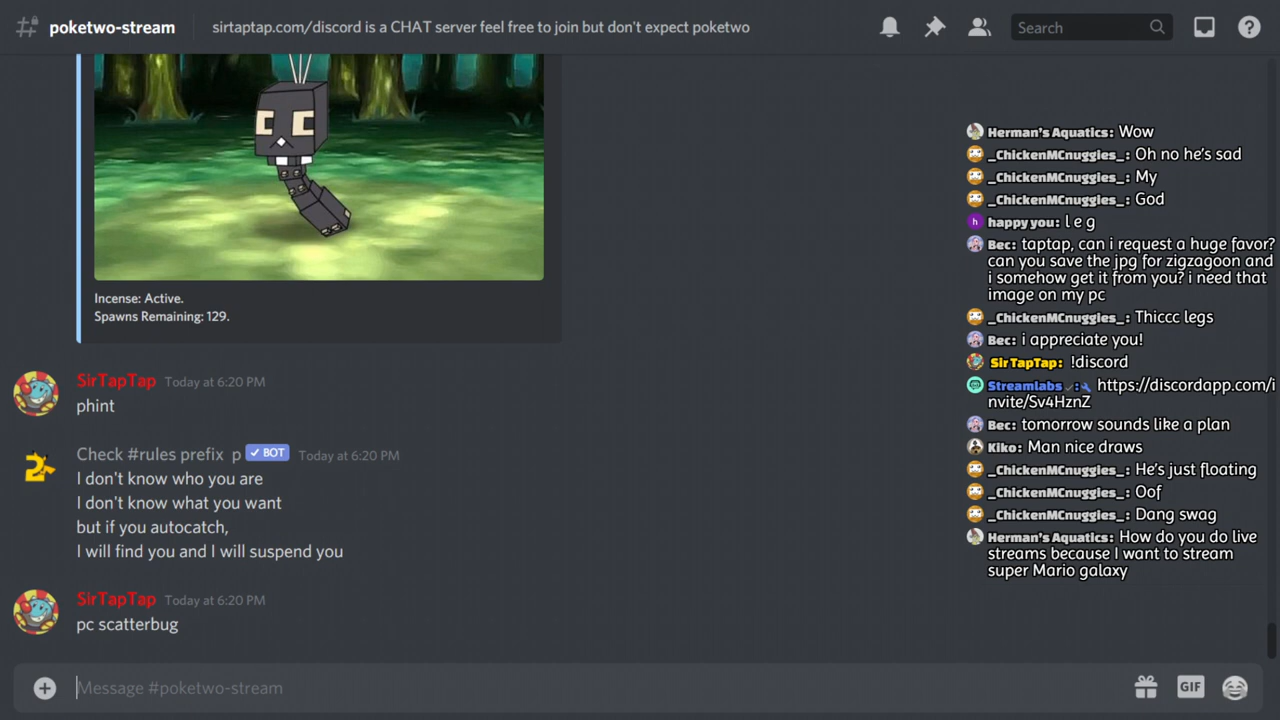 poketwo-stream
sirtaptap.com/discord is a CHAT server feel free to join but don't expect poketwo
Search
Incense: Active.
Spawns Remaining: 129.
SirTapTap Today at 6:20 PM
phint
Check #rules prefix p BOT Today at 6:20 PM
I don't know who you are
I don't know what you want
but if you autocatch,
I will find you and I will suspend you
SirTapTap Today at 6:20 PM
pc scatterbug
Message #poketwo-stream
GIF
Herman's Aquatics: Wow
_ChickenMCnuggies_: Oh no he's sad
_ChickenMCnuggies_: My
_ChickenMCnuggies_: God
h happy you: l e g
Bec: taptap, can i request a huge favor?
can you save the jpg for zigzagoon and
i somehow get it from you? i need that
image on my pc
_ChickenMCnuggies_: Thiccc legs
Bec: i appreciate you!
SirTapTap: !discord
Streamlabs: https://discordapp.com/i
nvite/Sv4HznZ
Bec: tomorrow sounds like a plan
Kiko: Man nice draws
_ChickenMCnuggies_: He's just floating
_ChickenMCnuggies_: Oof
_ChickenMCnuggies_: Dang swag
Herman's Aquatics: How do you do live
streams because I want to stream
super Mario galaxy